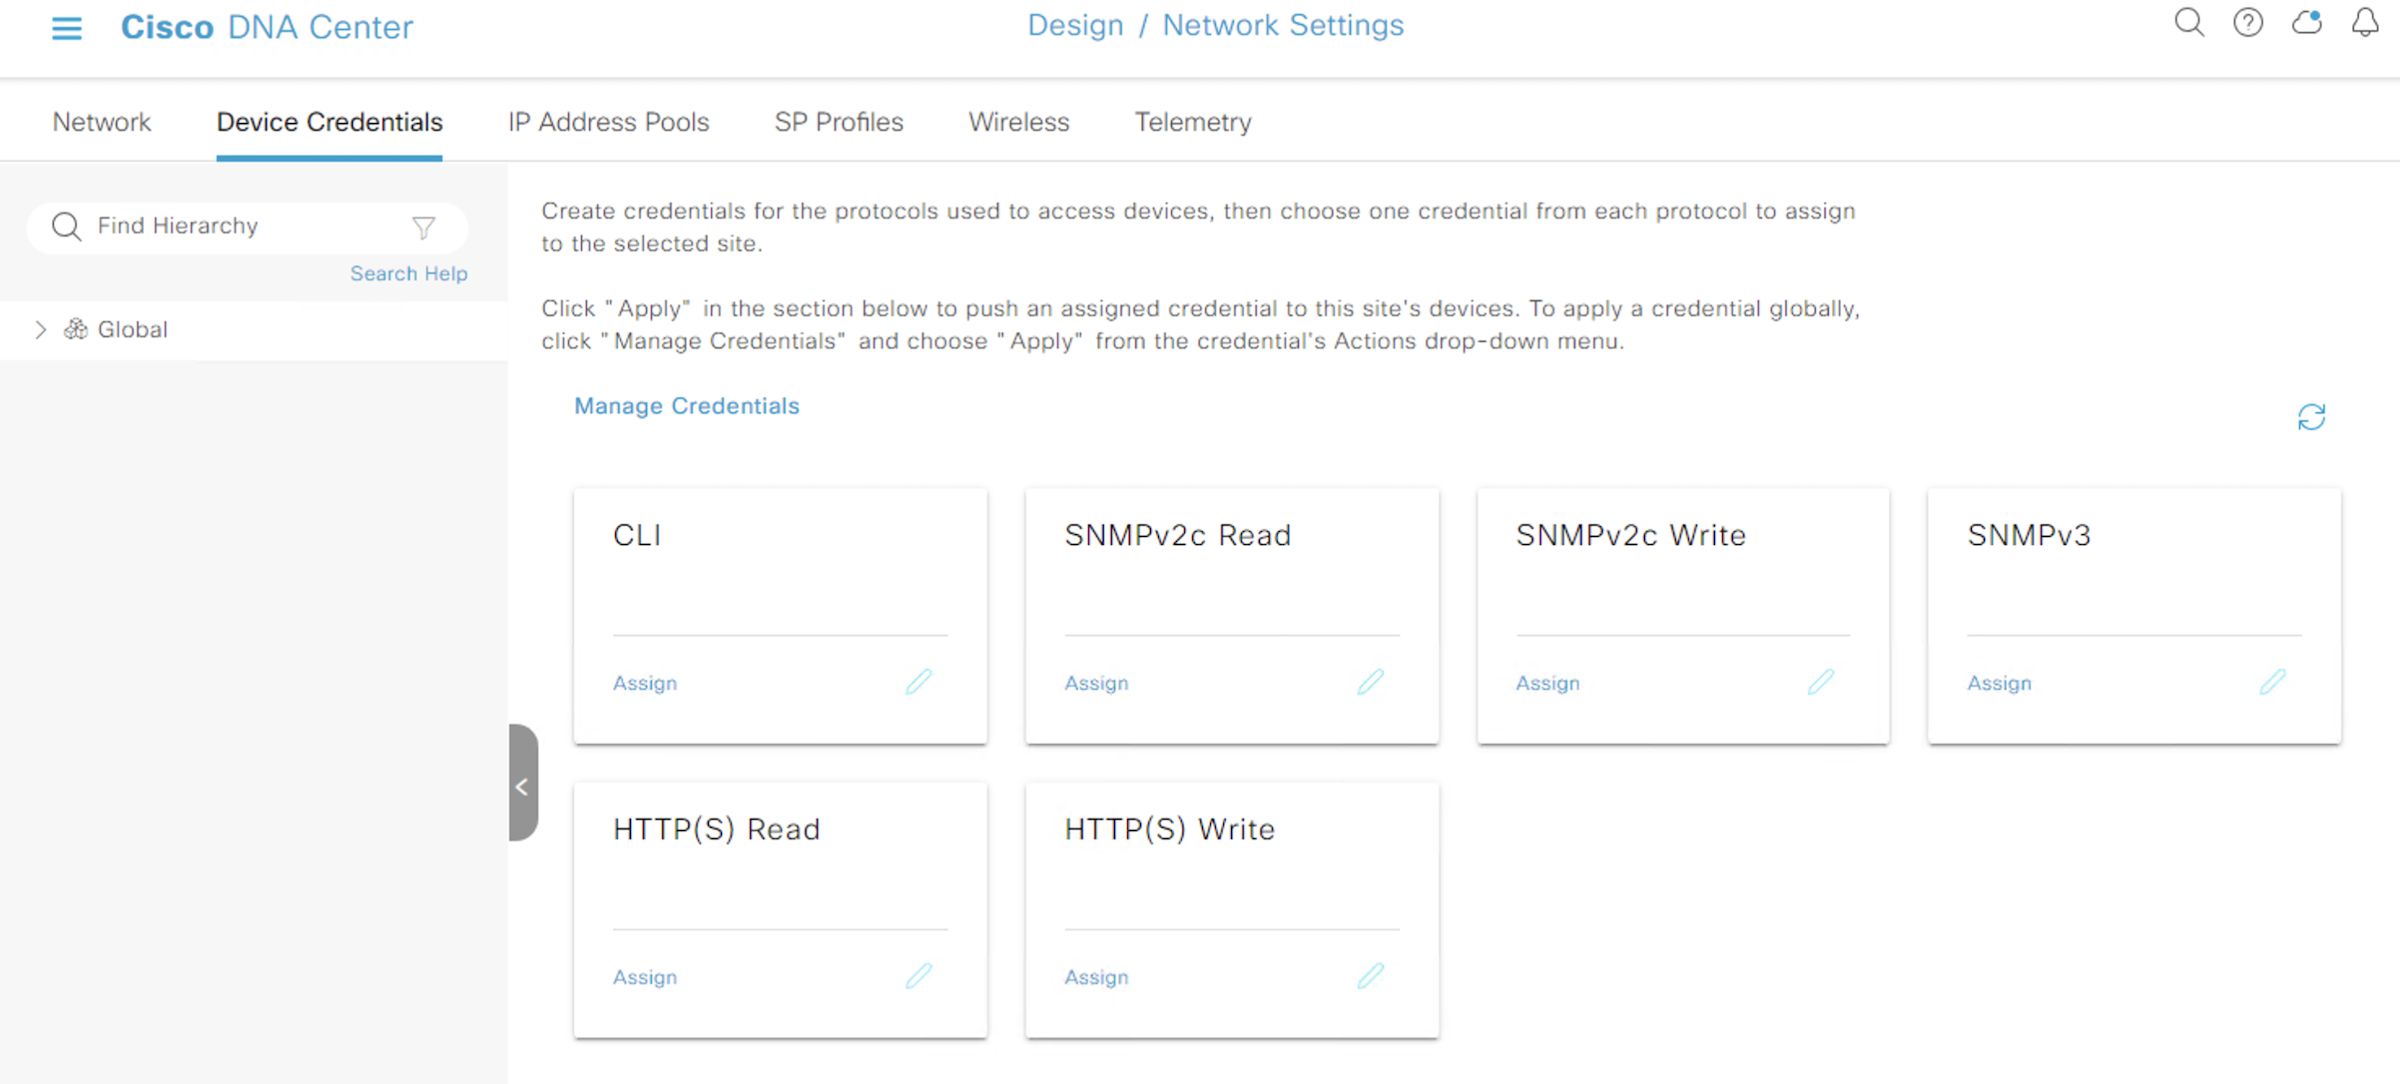 Cisco DNA Center
Design / Network Settings
Network
Device Credentials
IP Address Pools
SP Profiles
Wireless
Telemetry
Find Hierarchy
Search Help
Global
Create credentials for the protocols used to access devices, then choose one credential from each protocol to assign
to the selected site.
Click "Apply" in the section below to push an assigned credential to this site's devices. To apply a credential globally,
click "Manage Credentials" and choose "Apply" from the credential's Actions drop-down menu.
Manage Credentials
CLI
Assign
SNMPv2c Read
Assign
SNMPv2c Write
Assign
SNMPv3
Assign
HTTP(S) Read
Assign
HTTP(S) Write
Assign